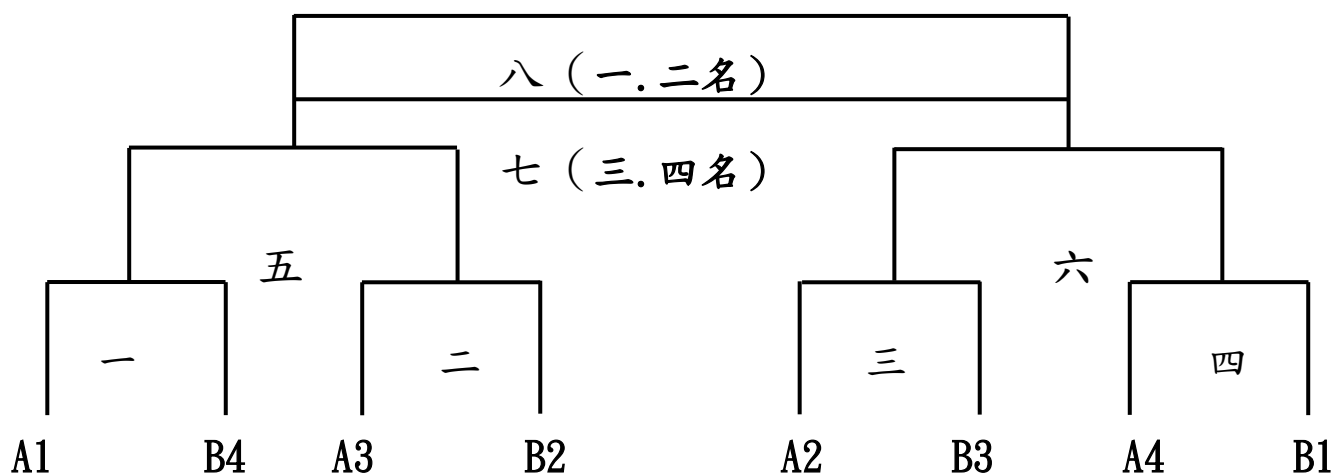 八（一.二名）
七（三.四名）
五 六
一 二 三 四
A1 B4 A3 B2 A2 B3 A4 B1